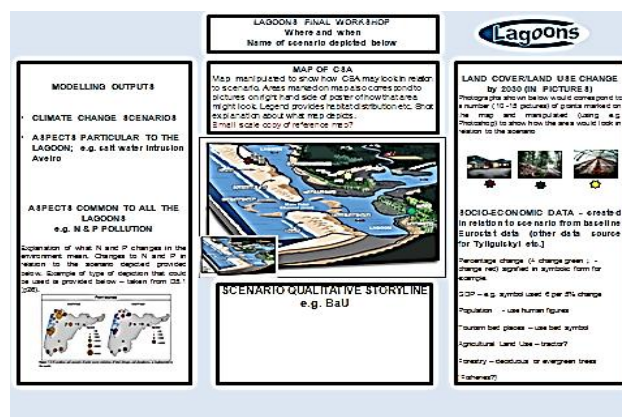 LAGOONS FINAL WORKSHOP
Where and when
Name of scenario depicted below
Lagoons
MODELLING OUTPUTS
• CLIMATE CHANGE SCENARIOS
• ASPECTS PARTICULAR TO THE
LAGOON; e.g. salt water intrusion
Aveiro
ASPECTS COMMON TO ALL THE
LAGOONS
e.g. N & P POLLUTION
Explanation of what N and P changes in the
environment mean. Changes to N and P in
relation to the scenario depicted provided
below. Example of type of depiction that could
be used is provided below – taken from
MAP OF CSA
Map manipulated to show how CSA may look in relation
to scenario. Areas marked on map also correspond to
pictures on right hand side of poster of how that area
might look. Legend provides habitat distribution etc. Short
explanation about what map depicts.
Small scale copy of reference map?
LAGOON
SCENARIO QUALITATIVE STORYLINE
e.g. BaU
LAND COVER/LAND USE CHANGE
by 2030 (IN PICTURES)
Photographs shown below would correspond to
a number (10 -15 pictures) of points marked on
the map and manipulated (using e.g.
Photoshop) to show how the area would look in
relation to the scenario
SOCIO-ECONOMIC DATA – created
in relation to scenario from baseline
Eurostat data (other data source
for Tyligulskyi etc.)
Percentage change (+ change green ; -
change red) signified in symbolic form for
example.
GDP – e.g. symbol used € per 5% change
Population - use human figures
Tourism bed places – use bed symbol
Agricultural Land Use – tractor?
Forestry – deciduous or evergreen trees
(Fisheries?)